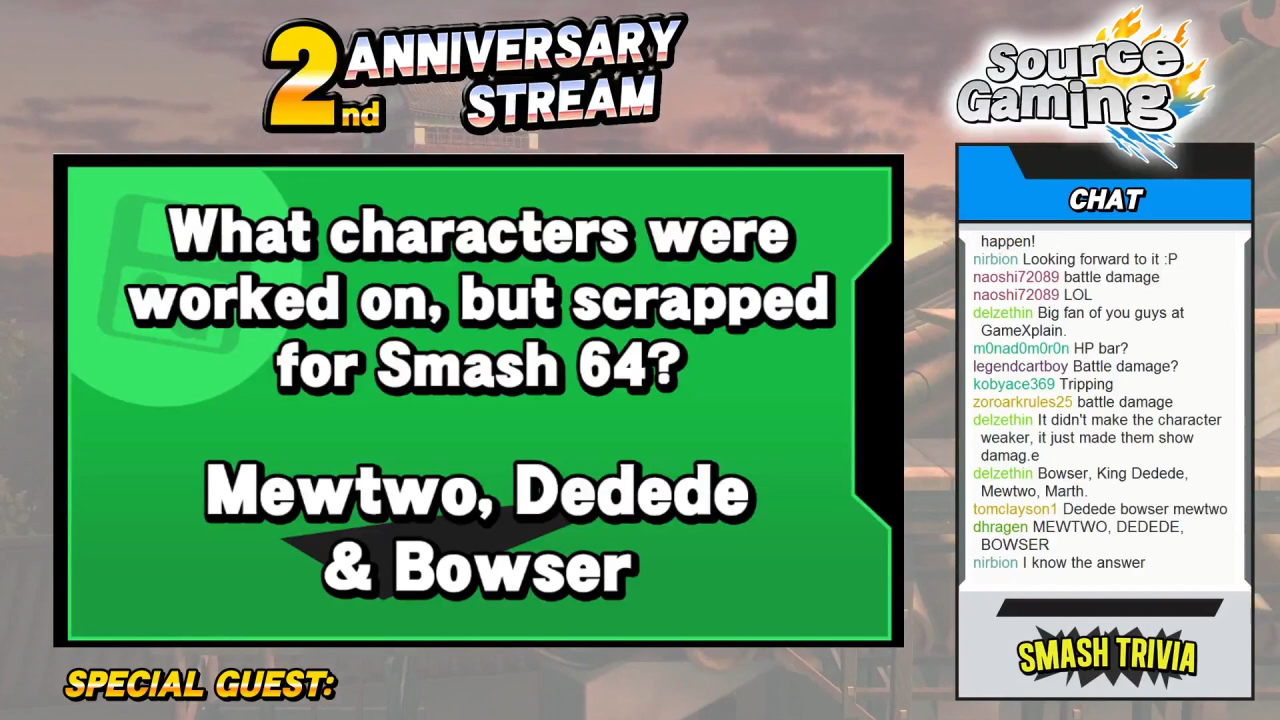 2nd ANNIVERSARY
STREAM
Source
Gaming
What characters were
worked on, but scrapped
for Smash 64?
Mewtwo, Dedede
& Bowser
SPECIAL GUEST:
CHAT
happen!
nirbion Looking forward to it :P
naoshi72089 battle damage
naoshi72089 LOL
delzethin Big fan of you guys at
GameXplain.
m0nad0m0r0n HP bar?
legendcartboy Battle damage?
kobyace369 Tripping
zoroarkrules25 battle damage
delzethin It didn't make the character
weaker, it just made them show
damag.e
delzethin Bowser, King Dedede,
Mewtwo, Marth.
tomclayson1 Dedede bowser mewtwo
dhragen MEWTWO, DEDEDE,
BOWSER
nirbion I know the answer
SMASH TRIVIA